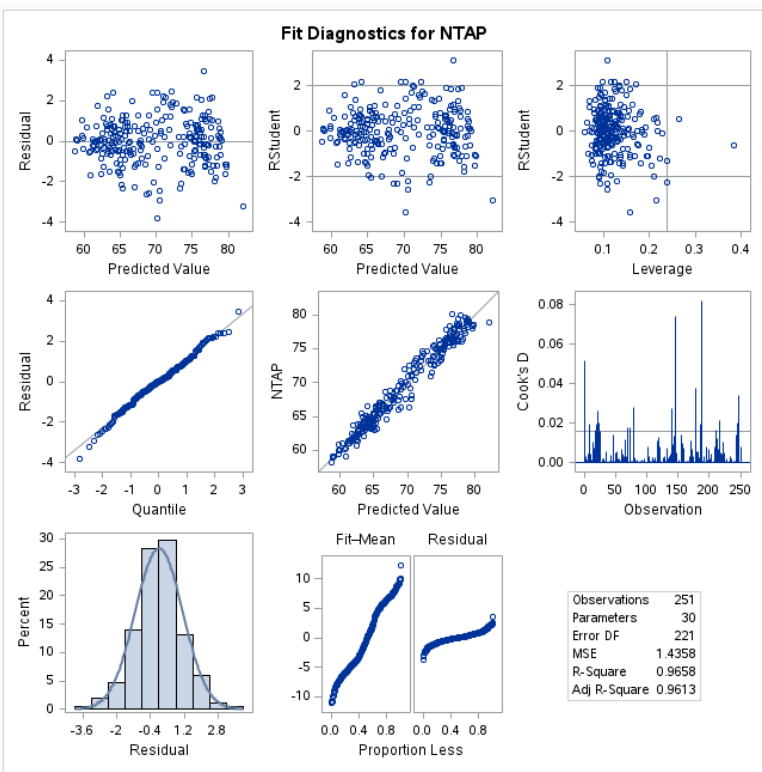 Fit Diagnostics for NTAP
4
2
0
-2
-4
Residual
60 65 70 75 80
Predicted Value
2
0
-2
-4
RStudent
60 65 70 75 80
Predicted Value
2
0
-2
-4
RStudent
0.1 0.2 0.3 0.4
Leverage
4
2
0
-2
-4
Residual
-3 -2 -1 0 1 2 3
Quantile
80
75
70
65
60
NTAP
60 65 70 75 80
Predicted Value
0.08
0.06
0.04
0.02
0.00
Cook's D
0 50 100 150 200 250
Observation
30
25
20
15
10
5
0
Percent
-3.6 -2 -0.4 1.2 2.8
Residual
Fit–Mean Residual
10
5
0
-5
-10
0.0 0.4 0.8 0.0 0.4 0.8
Proportion Less
Observations 251
Parameters 30
Error DF 221
MSE 1.4358
R-Square 0.9658
Adj R-Square 0.9613